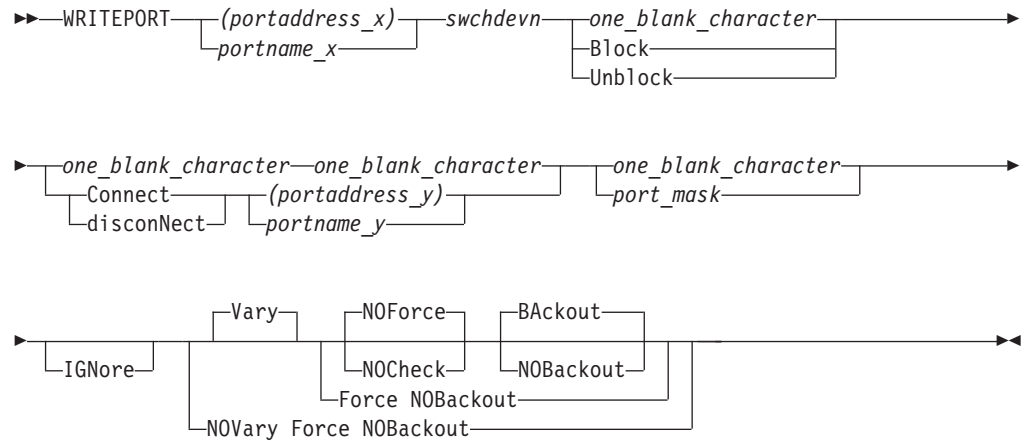 WRITEPORT (portaddress_x) swchdevn one_blank_character
portname_x Block
Unblock
one_blank_character one_blank_character one_blank_character
Connect (portaddress_y) port_mask
disconNect portname_y
Vary NOForce BAckout
IGNore NOCheck NOBackout
Force NOBackout
NOVary Force NOBackout